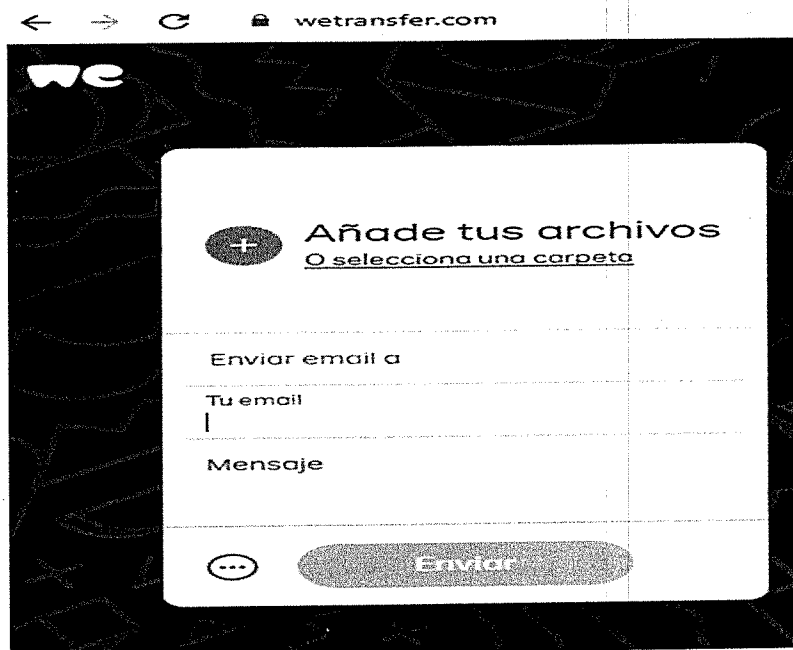 wetransfer.com
we
Añade tus archivos
O selecciona una carpeta
Enviar email a
Tu email
Mensaje
Enviar